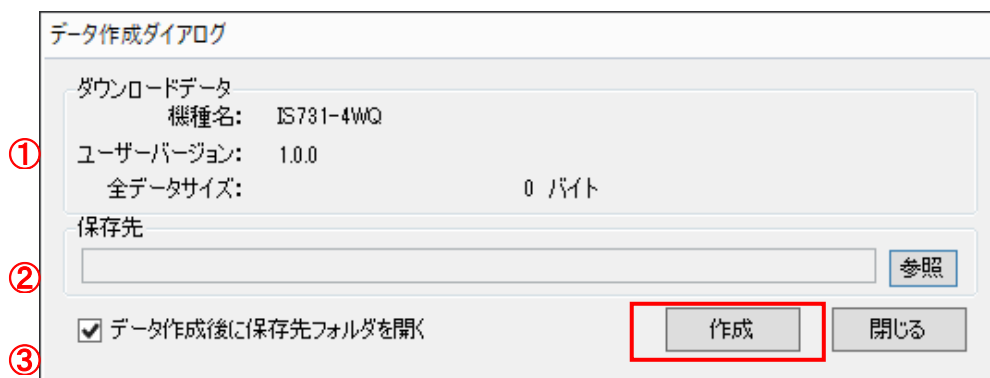 データ作成ダイアログ
ダウンロードデータ
機種名: IS731-4WQ
① ユーザーバージョン: 1.0.0
全データサイズ: 0 バイト
保存先
② 参照
データ作成後に保存先フォルダを開く 作成 閉じる
③